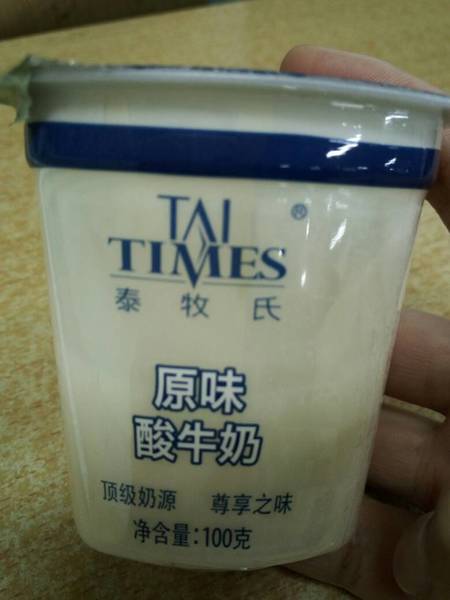 TAI
®
TIMES
泰牧氏
原味
酸牛奶
顶级奶源 尊享之味
净含量:100克